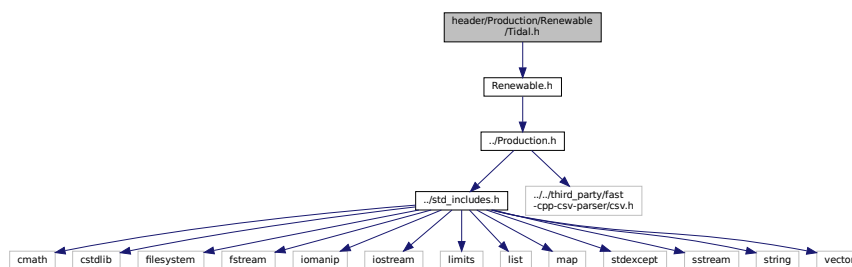 header/Production/Renewable
/Tidal.h
Renewable.h
../Production.h
../std_includes.h
../../third_party/fast
-cpp-csv-parser/csv.h
cmath
cstdlib
filesystem
fstream
iomanip
iostream
limits
list
map
stdexcept
sstream
string
vector